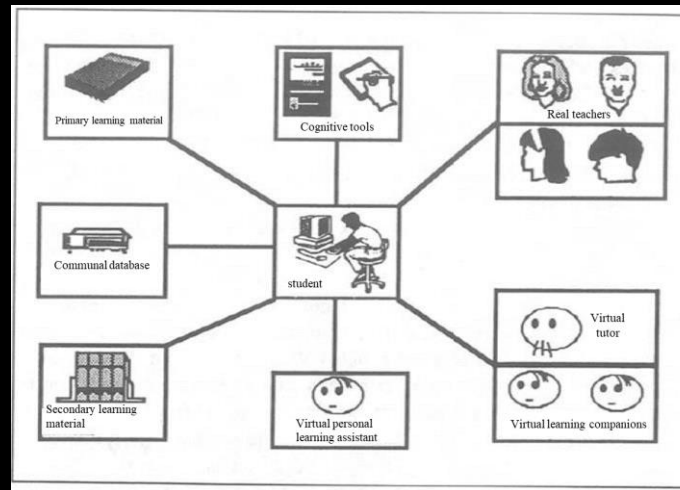 Primary learning material
Cognitive tools
Real teachers
Communal database
student
Virtual
tutor
Secondary learning
material
Virtual personal
learning assistant
Virtual learning companions